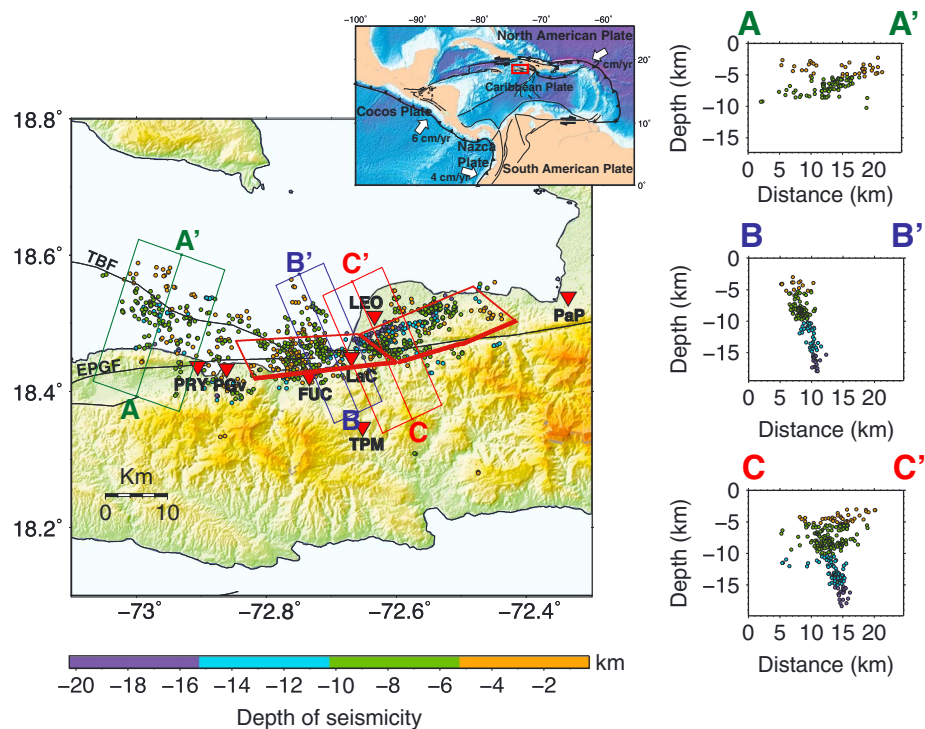 −100˚ −90˚ −80˚ −70˚ −60˚
North American Plate
2 cm/yr
20˚
Caribbean Plate
Cocos Plate
10˚
6 cm/yr
Nazca
Plate
South American Plate
4 cm/yr
0˚
18.8˚
18.6˚
18.4˚
18.2˚
−73˚ −72.8˚ −72.6˚ −72.4˚
A'
TBF
B'
C'
LEO
PaP
EPGF
PRY PGv
LaC
FUC
A
B
C
TPM
Km
0 10
km
−20 −18 −16 −14 −12 −10 −8 −6 −4 −2
Depth of seismicity
A A'
Depth (km)
0
−5
−10
−15
0 5 10 15 20
Distance (km)
B B'
Depth (km)
0
−5
−10
−15
0 5 10 15 20
Distance (km)
C C'
Depth (km)
0
−5
−10
−15
0 5 10 15 20
Distance (km)